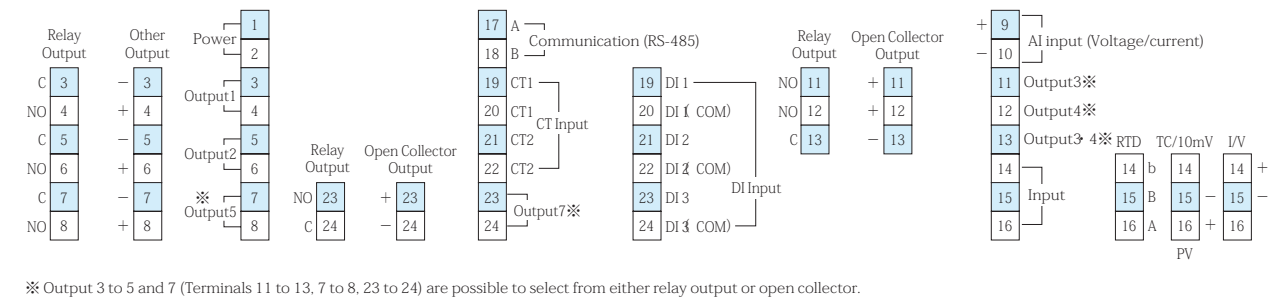 Relay Output
C 3
NO 4
C 5
NO 6
C 7
NO 8
Other Output
− 3
+ 4
− 5
+ 6
− 7
+ 8
Power
1
2
Output1
3
4
Output2
5
6
※
Output5
7
8
Relay Output
NO 23
C 24
Open Collector Output
+ 23
− 24
17 A
18 B
Communication (RS-485)
19 CT1
20 CT1
21 CT2
22 CT2
CT Input
23
24
Output7※
19 DI 1
20 DI 1( COM)
21 DI 2
22 DI 2( COM)
23 DI 3
24 DI 3( COM)
DI Input
Relay Output
NO 11
NO 12
C 13
Open Collector Output
+ 11
+ 12
− 13
+ 9
− 10
AI input (Voltage/current)
11 Output3※
12 Output4※
13 Output3· 4※
14
15
16
Input
RTD
14 b
15 B
16 A
TC/10mV
14
15 −
16 +
PV
I/V
14 +
15 −
16
※ Output 3 to 5 and 7 (Terminals 11 to 13, 7 to 8, 23 to 24) are possible to select from either relay output or open collector.